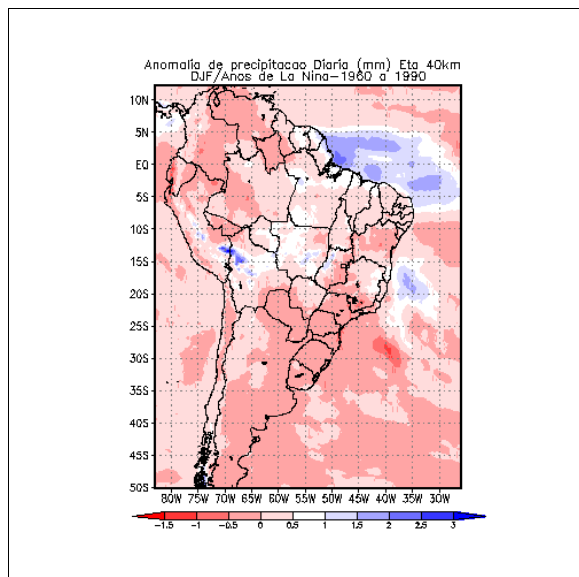 Anomalia de precipitacao Diaria (mm) Eta 40km
DJF/Anos de La Nina-1960 a 1990
10N
5N
EQ
5S
10S
15S
20S
25S
30S
35S
40S
45S
50S
80W 75W 70W 65W 60W 55W 50W 45W 40W 35W 30W
-1.5 -1 -0.5 0 0.5 1 1.5 2 2.5 3